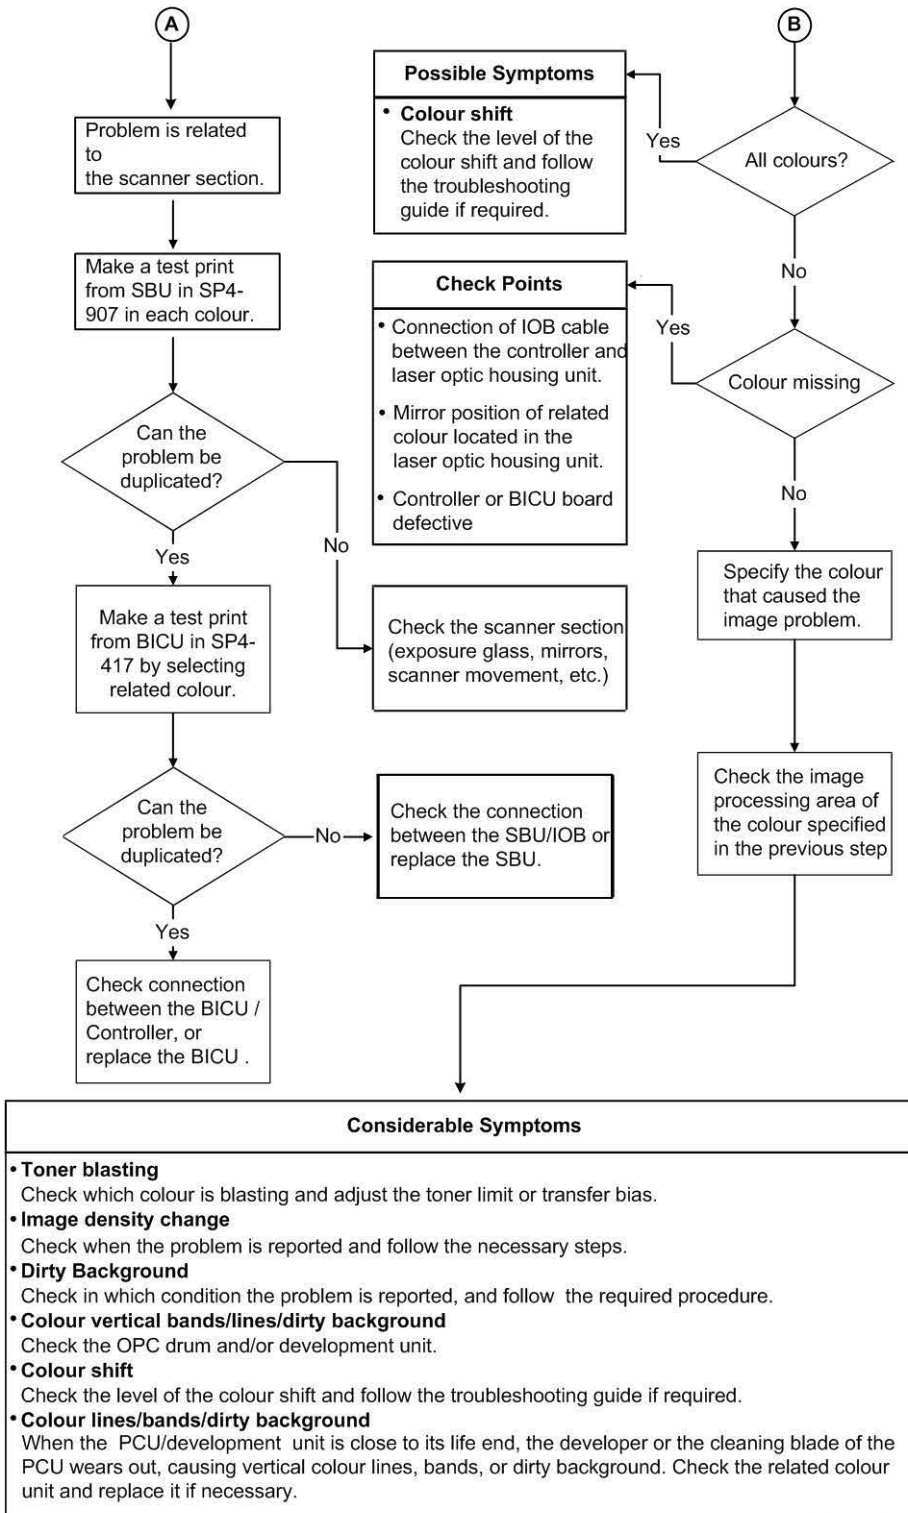 A
Problem is related
to
the scanner section.
Make a test print
from SBU in SP4-
907 in each colour.
Can the
problem be
duplicated?
No
Yes
Make a test print
from BICU in SP4-
417 by selecting
related colour.
Check the scanner section
(exposure glass, mirrors,
scanner movement, etc.)
Can the
problem be
duplicated?
No
Check the connection
between the SBU/IOB or
replace the SBU.
Yes
Check connection
between the BICU /
Controller, or
replace the BICU .
B
All colours?
Yes
Possible Symptoms
• Colour shift
Check the level of the
colour shift and follow
the troubleshooting
guide if required.
No
Colour missing
Yes
Check Points
• Connection of IOB cable
between the controller and
laser optic housing unit.
• Mirror position of related
colour located in the
laser optic housing unit.
• Controller or BICU board
defective
No
Specify the colour
that caused the
image problem.
Check the image
processing area of
the colour specified
in the previous step
Considerable Symptoms
• Toner blasting
Check which colour is blasting and adjust the toner limit or transfer bias.
• Image density change
Check when the problem is reported and follow the necessary steps.
• Dirty Background
Check in which condition the problem is reported, and follow the required procedure.
• Colour vertical bands/lines/dirty background
Check the OPC drum and/or development unit.
• Colour shift
Check the level of the colour shift and follow the troubleshooting guide if required.
• Colour lines/bands/dirty background
When the PCU/development unit is close to its life end, the developer or the cleaning blade of the
PCU wears out, causing vertical colour lines, bands, or dirty background. Check the related colour
unit and replace it if necessary.